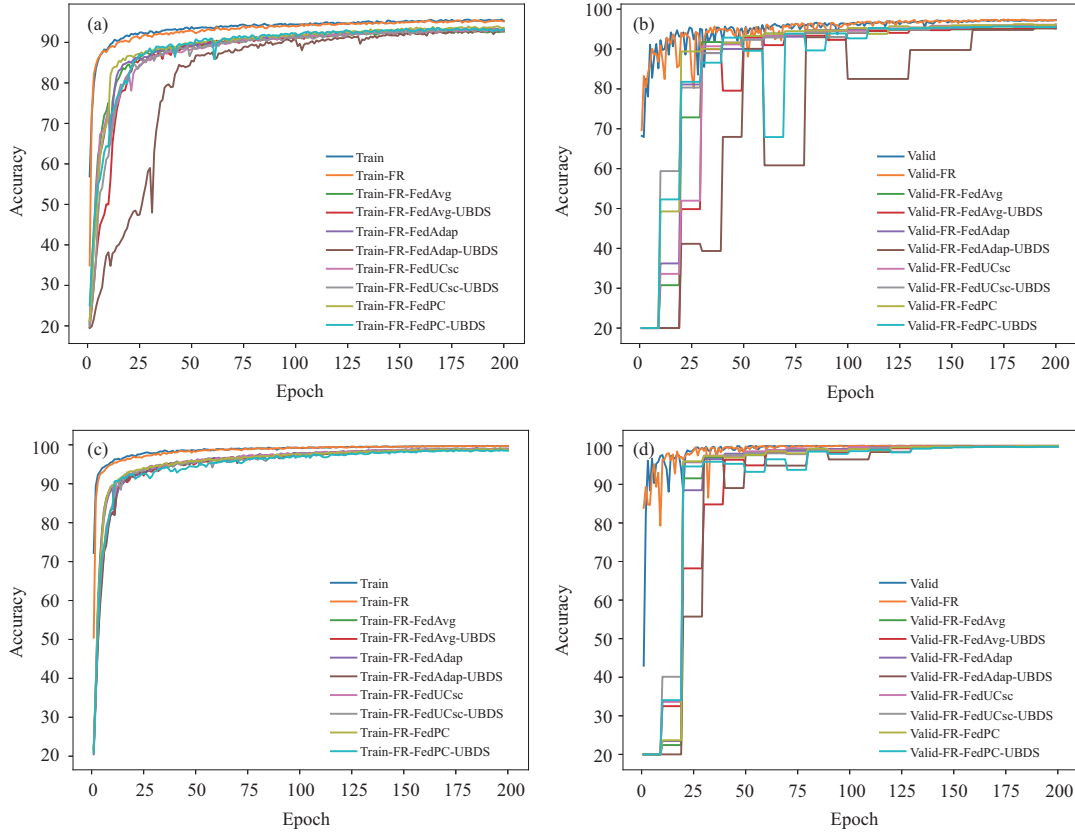 (a)
100
90
80
70
60
50
40
30
20
Accuracy
Train
Train-FR
Train-FR-FedAvg
Train-FR-FedAvg-UBDS
Train-FR-FedAdap
Train-FR-FedAdap-UBDS
Train-FR-FedUCsc
Train-FR-FedUCsc-UBDS
Train-FR-FedPC
Train-FR-FedPC-UBDS
0 25 50 75 100 125 150 175 200
Epoch
(b)
100
90
80
70
60
50
40
30
20
Accuracy
Valid
Valid-FR
Valid-FR-FedAvg
Valid-FR-FedAvg-UBDS
Valid-FR-FedAdap
Valid-FR-FedAdap-UBDS
Valid-FR-FedUCsc
Valid-FR-FedUCsc-UBDS
Valid-FR-FedPC
Valid-FR-FedPC-UBDS
0 25 50 75 100 125 150 175 200
Epoch
(c)
100
90
80
70
60
50
40
30
20
Accuracy
Train
Train-FR
Train-FR-FedAvg
Train-FR-FedAvg-UBDS
Train-FR-FedAdap
Train-FR-FedAdap-UBDS
Train-FR-FedUCsc
Train-FR-FedUCsc-UBDS
Train-FR-FedPC
Train-FR-FedPC-UBDS
0 25 50 75 100 125 150 175 200
Epoch
(d)
100
90
80
70
60
50
40
30
20
Accuracy
Valid
Valid-FR
Valid-FR-FedAvg
Valid-FR-FedAvg-UBDS
Valid-FR-FedAdap
Valid-FR-FedAdap-UBDS
Valid-FR-FedUCsc
Valid-FR-FedUCsc-UBDS
Valid-FR-FedPC
Valid-FR-FedPC-UBDS
0 25 50 75 100 125 150 175 200
Epoch